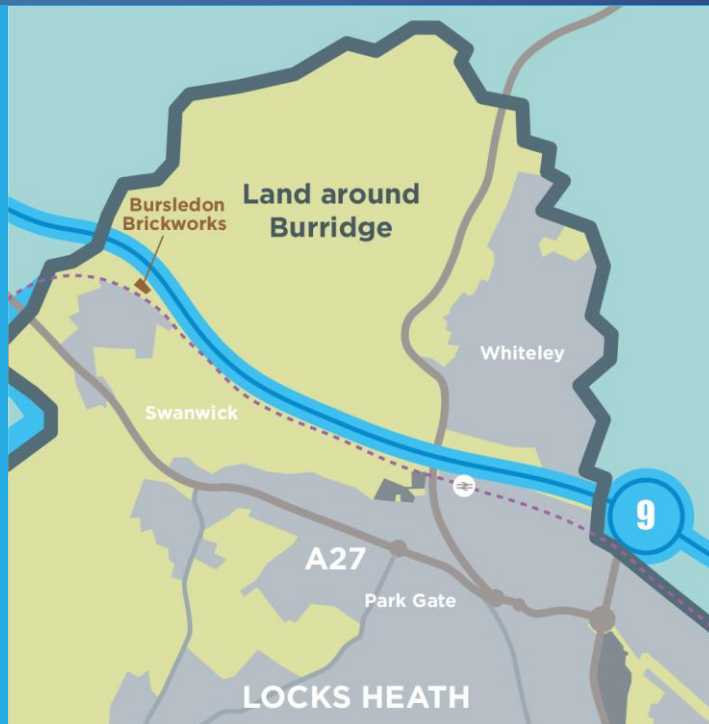 Bursledon
Brickworks
Land around
Burridge
Whiteley
Swanwick
9
A27
Park Gate
LOCKS HEATH